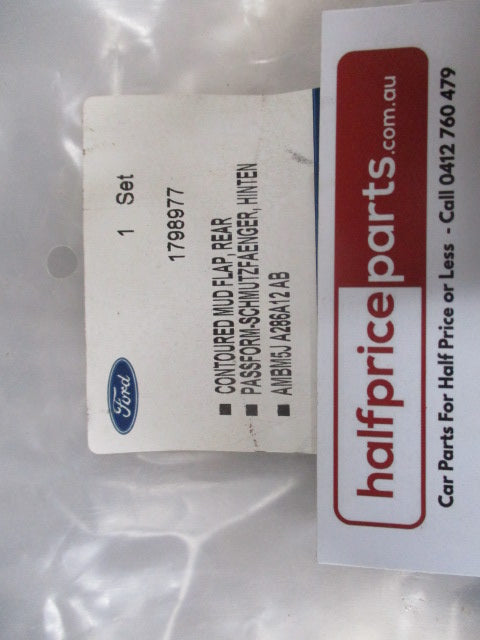 Ford
1 Set
1798977
CONTOURED MUD FLAP, REAR
PASSFORM-SCHMUTZFAENGER, HINTEN
AMBM5J A286A12 AB
halfpriceparts.com.au
Car Parts For Half Price or Less - Call 0412 760 479